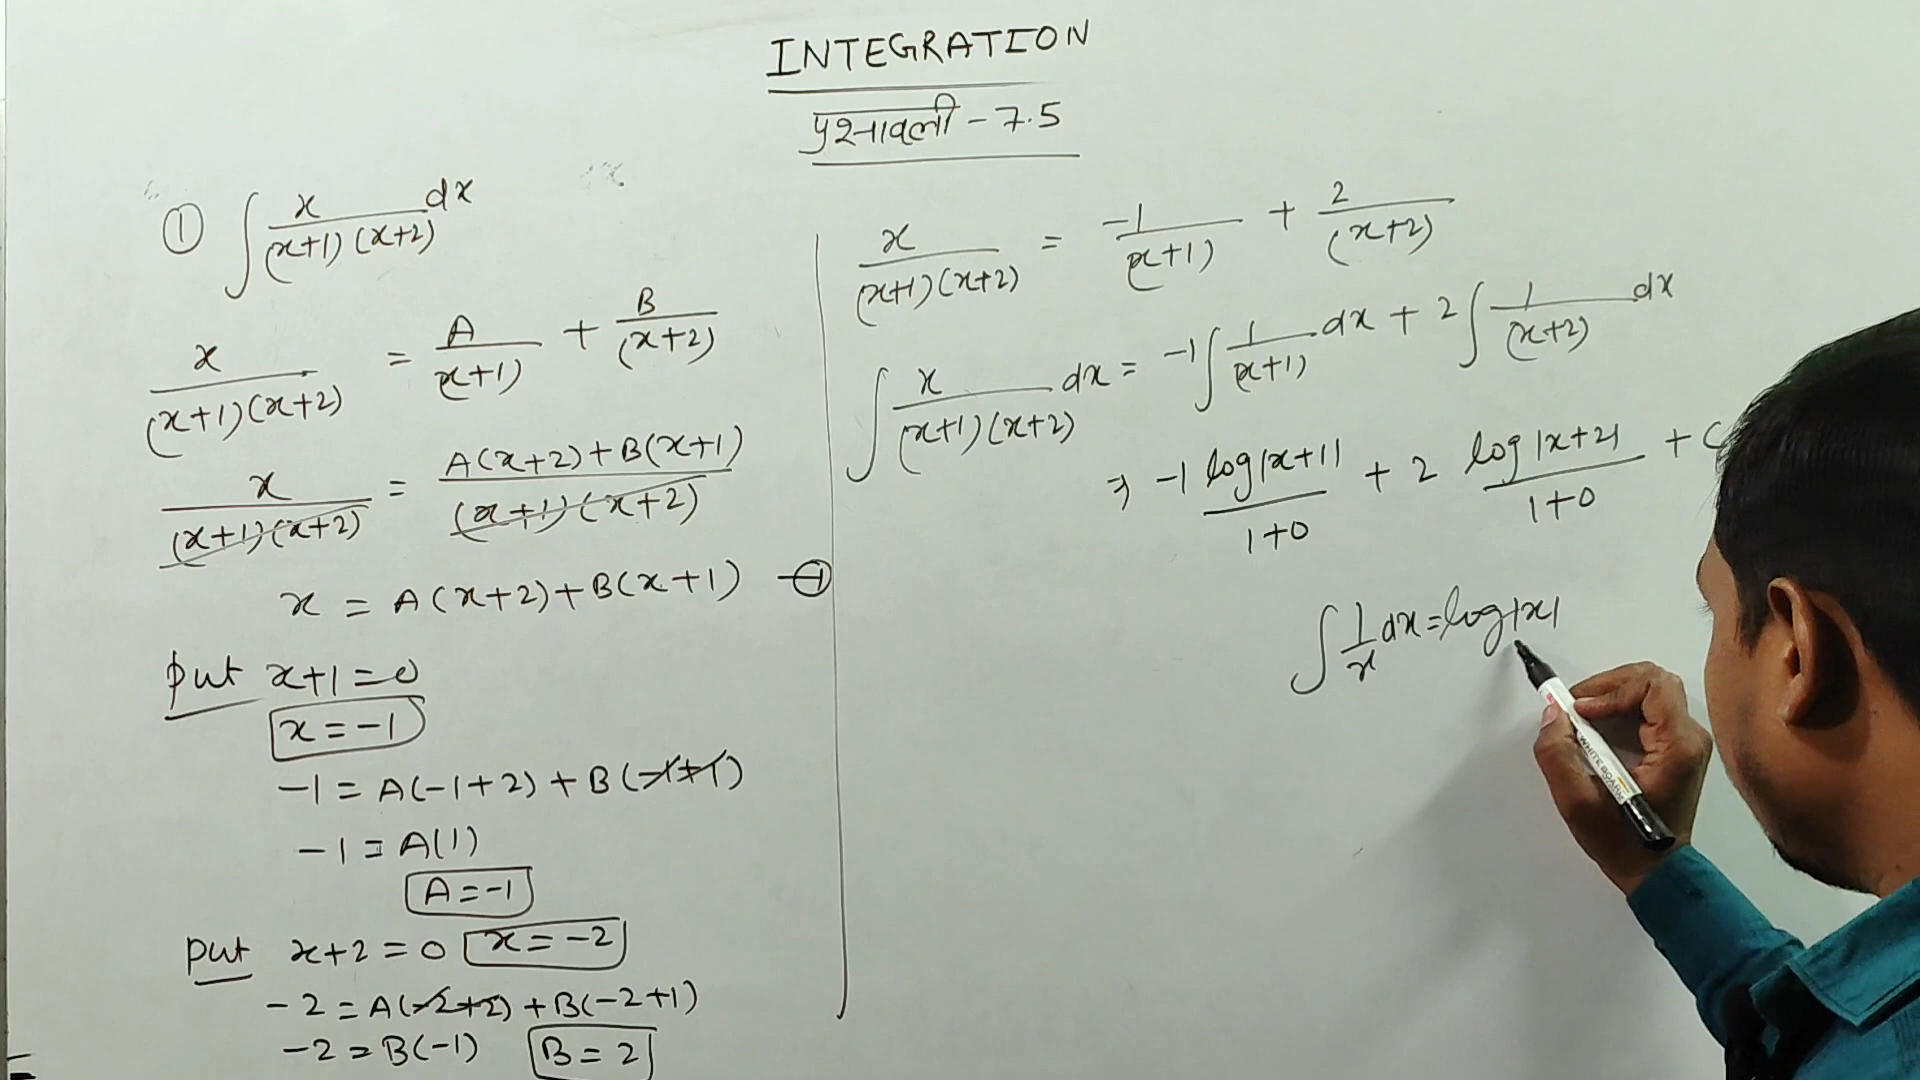 INTEGRATION
प्रश्नावली - 7.5
① ∫ x/((x+1)(x+2)) dx
x/((x+1)(x+2)) = A/(x+1) + B/(x+2)
x/((x+1)(x+2)) = (A(x+2)+B(x+1))/((x+1)(x+2))
x = A(x+2)+B(x+1) —①
put x+1=0
x=-1
-1 = A(-1+2)+B(-1+1)
-1 = A(1)
A=-1
put x+2=0 x=-2
-2 = A(-2+2)+B(-2+1)
-2 = B(-1) B=2
x/((x+1)(x+2)) = -1/(x+1) + 2/(x+2)
∫ x/((x+1)(x+2)) dx = -1∫ 1/(x+1) dx + 2∫ 1/(x+2) dx
⇒ -1 log|x+1|/(1+0) + 2 log|x+2|/(1+0) + C
∫ 1/x dx = log|x|
WHITE BOARD